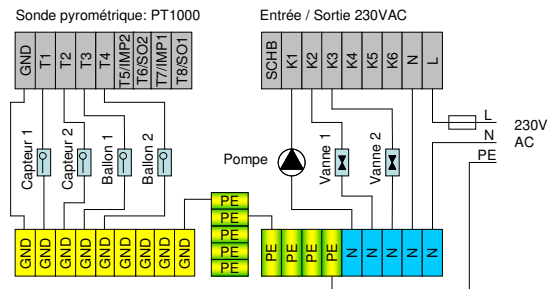 Sonde pyrométrique: PT1000
Entrée / Sortie 230VAC
GND
T1
T2
T3
T4
T5/IMP2
T6/SO2
T7/IMP1
T8/SO1
SCHB
K1
K2
K3
K4
K5
K6
N
L
Capteur 1
Capteur 2
Ballon 1
Ballon 2
Pompe
Vanne 1
Vanne 2
L
N
PE
230V
AC
PE
PE
PE
PE
PE
GND
GND
GND
GND
GND
GND
GND
GND
PE
PE
PE
PE
N
N
N
N
N